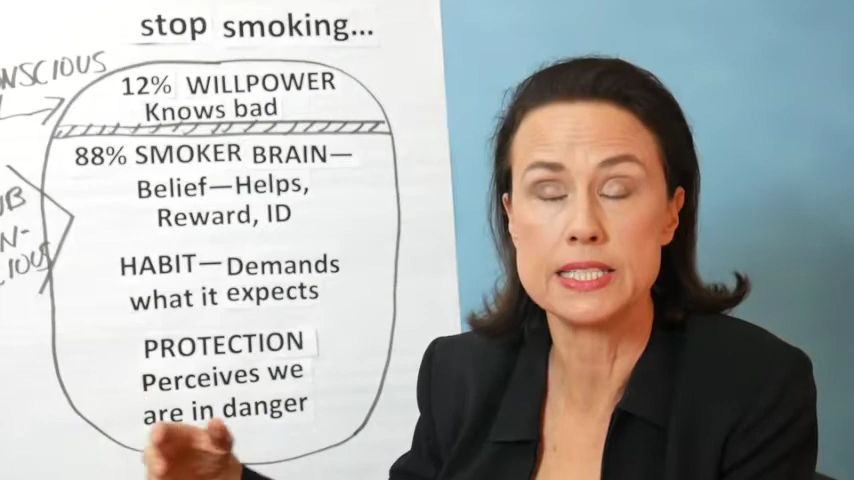 stop smoking...
12% WILLPOWER
Knows bad
88% SMOKER BRAIN—
Belief—Helps,
Reward, ID
HABIT—Demands
what it expects
PROTECTION
Perceives we
are in danger